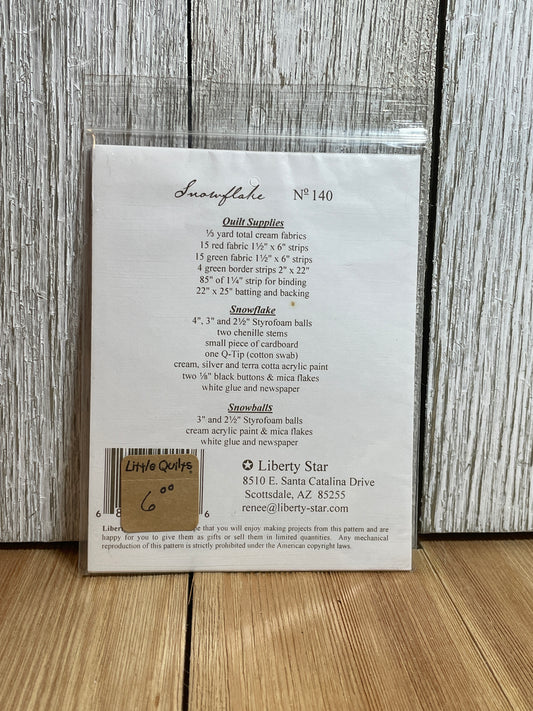 Snowflake Nº 140
Quilt Supplies
⅓ yard total cream fabrics
15 red fabric 1½" x 6" strips
15 green fabric 1½" x 6" strips
4 green border strips 2" x 22"
85" of 1¼" strip for binding
22" x 25" batting and backing
Snowflake
4", 3" and 2½" Styrofoam balls
two chenille stems
small piece of cardboard
one Q-Tip (cotton swab)
cream, silver and terra cotta acrylic paint
two ⅛" black buttons & mica flakes
white glue and newspaper
Snowballs
3" and 2½" Styrofoam balls
cream acrylic paint & mica flakes
white glue and newspaper
Little Quilts
6⁰⁰
6 6
✪ Liberty Star
8510 E. Santa Catalina Drive
Scottsdale, AZ 85255
renee@liberty-star.com
Liber e that you will enjoy making projects from this pattern and are
happy for you to give them as gifts or sell them in limited quantities. Any mechanical
reproduction of this pattern is strictly prohibited under the American copyright laws.